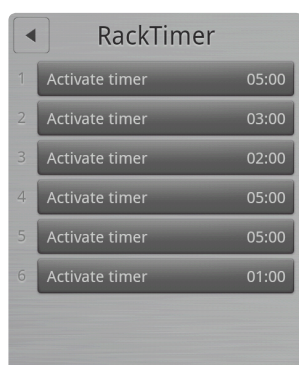 RackTimer
1 Activate timer 05:00
2 Activate timer 03:00
3 Activate timer 02:00
4 Activate timer 05:00
5 Activate timer 05:00
6 Activate timer 01:00